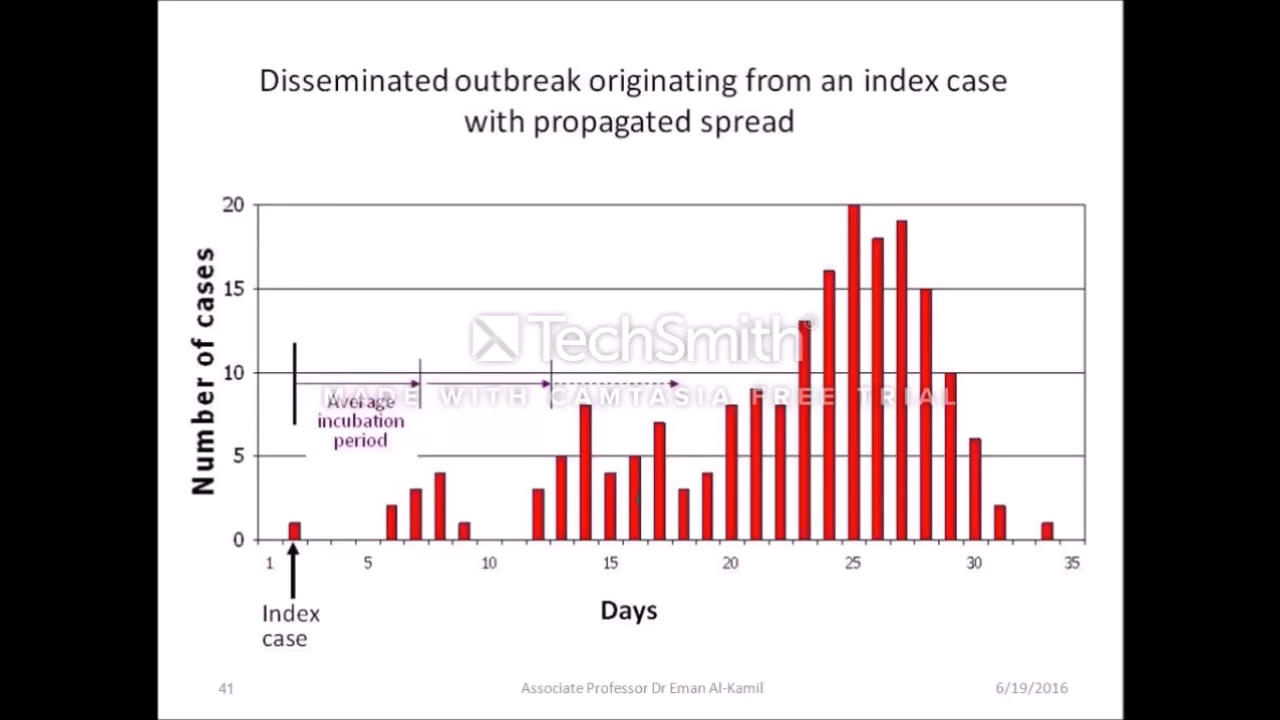 Disseminated outbreak originating from an index case
with propagated spread
Number of cases
20
15
10
5
0
TechSmith®
MADE WITH CAMTASIA FREE TRIAL
Average
incubation
period
1 5 10 15 20 25 30 35
Index
case
Days
41 Associate Professor Dr Eman Al-Kamil 6/19/2016